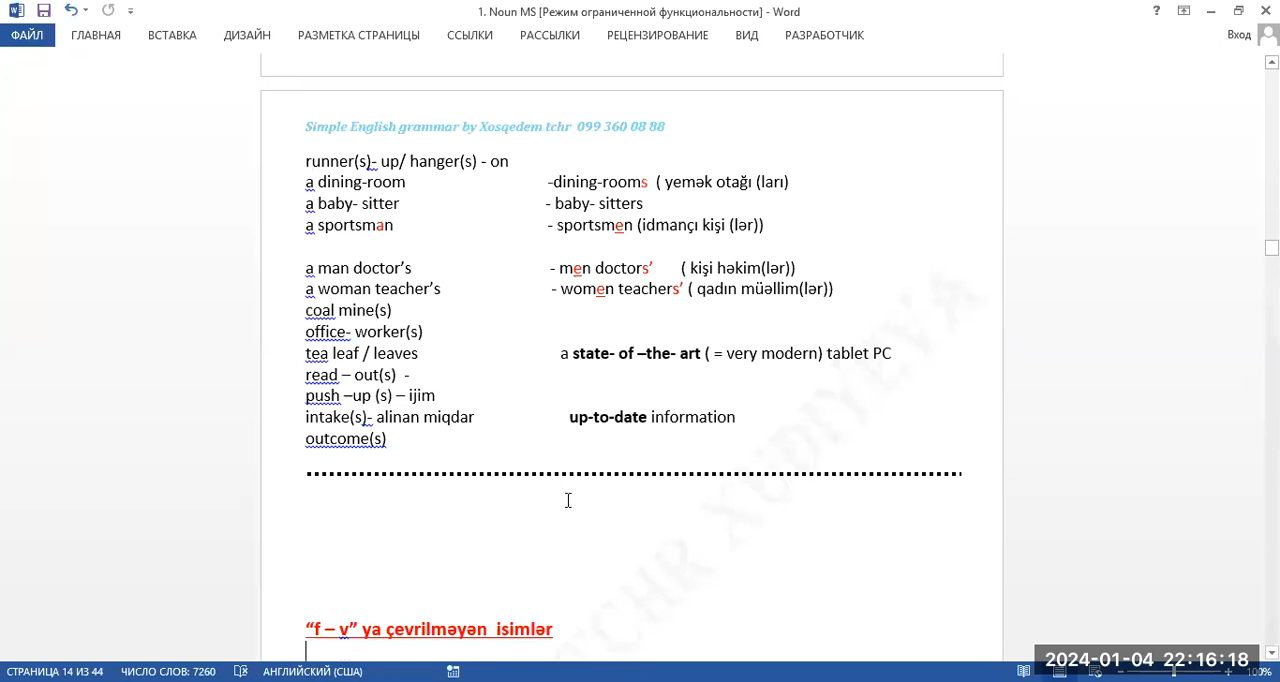 1. Noun MS [Режим ограниченной функциональности] - Word
ФАЙЛ ГЛАВНАЯ ВСТАВКА ДИЗАЙН РАЗМЕТКА СТРАНИЦЫ ССЫЛКИ РАССЫЛКИ РЕЦЕНЗИРОВАНИЕ ВИД РАЗРАБОТЧИК Вход
Simple English grammar by Xosqedem tchr 099 360 08 88
runner(s)- up/ hanger(s) - on
a dining-room -dining-rooms ( yemək otağı (ları)
a baby- sitter - baby- sitters
a sportsman - sportsmen (idmançı kişi (lər))
a man doctor’s - men doctors’ ( kişi həkim(lər))
a woman teacher’s - women teachers’ ( qadın müəllim(lər))
coal mine(s)
office- worker(s)
tea leaf / leaves a state- of –the- art ( = very modern) tablet PC
read – out(s) -
push –up (s) – ijim
intake(s)- alinan miqdar up-to-date information
outcome(s)
“f – v” ya çevrilməyən isimlər
TCHR XUDIYEVA
СТРАНИЦА 14 ИЗ 44 ЧИСЛО СЛОВ: 7260 АНГЛИЙСКИЙ (США) 100%
2024-01-04 22:16:18